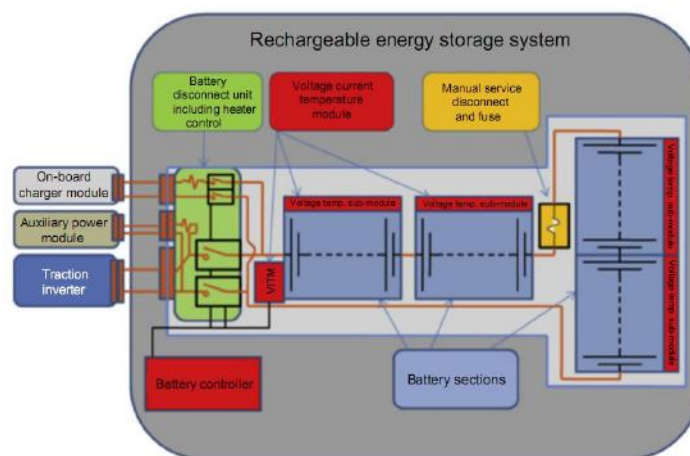 Rechargeable energy storage system
Battery
disconnect unit
including heater
control
Voltage current
temperature
module
Manual service
disconnect
and fuse
On-board
charger module
Auxiliary power
module
Traction
inverter
Voltage temp. sub-module
Voltage temp. sub-module
Voltage temp. sub-module
Voltage temp. sub-module
VITM
Battery controller
Battery sections